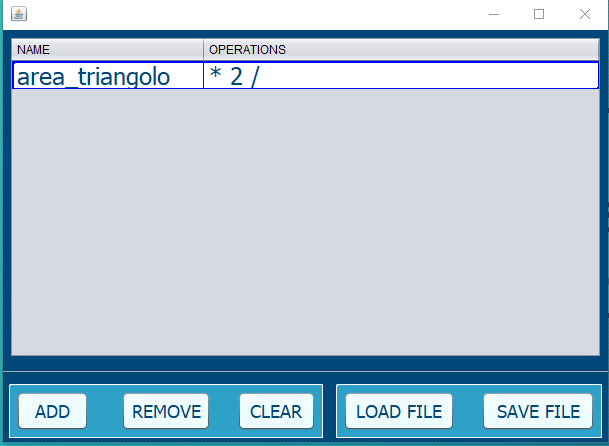 NAME OPERATIONS
area_triangolo * 2 /
ADD REMOVE CLEAR LOAD FILE SAVE FILE